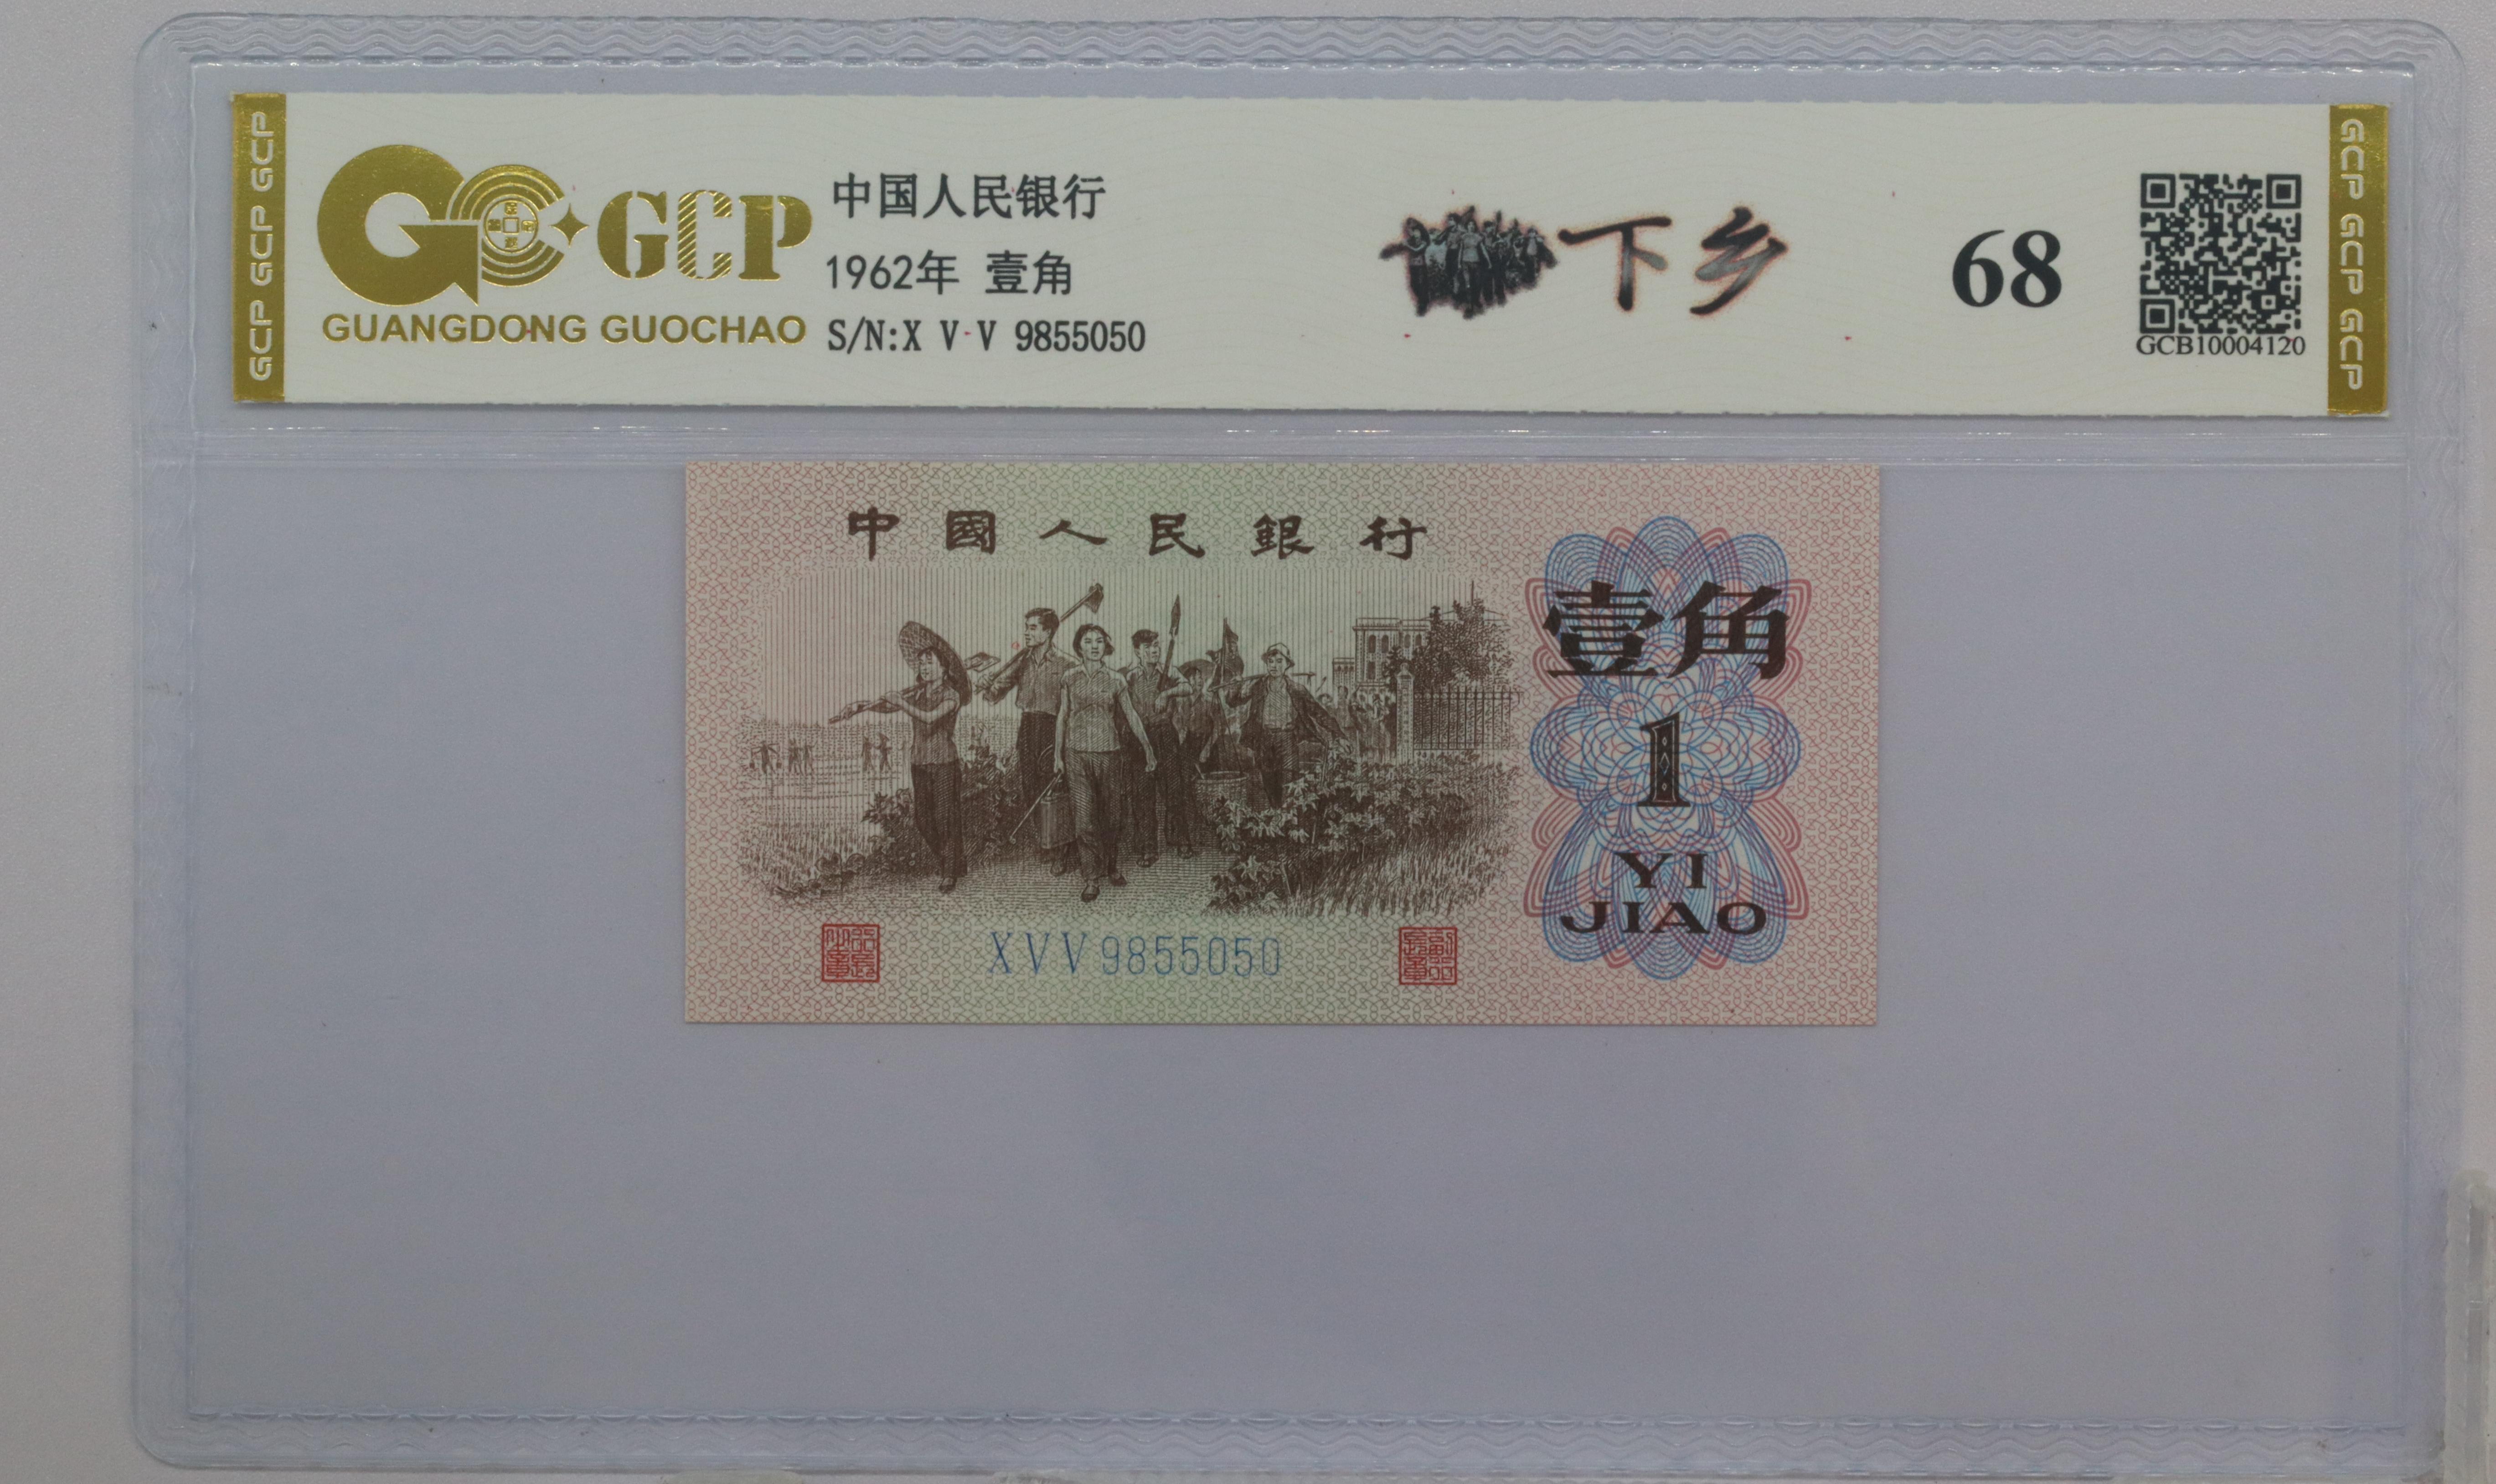 GCP GCP GCP
GCP
GUANGDONG GUOCHAO
中国人民银行
1962年 壹角
S/N:X V V 9855050
下乡
68
GCB10004120
GCP GCP GCP
中國人民銀行
壹角
1
YI
JIAO
XVV9855050